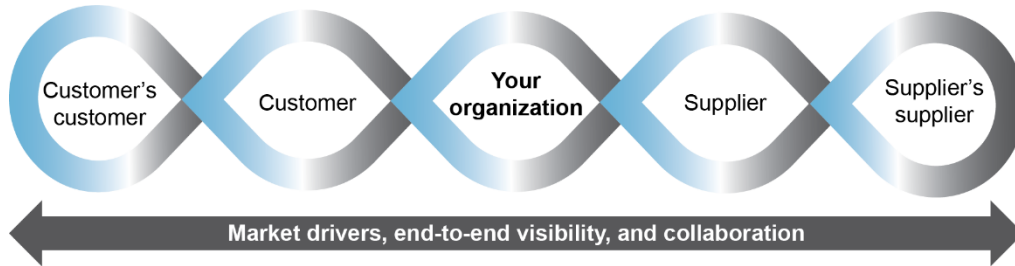 Customer’s
customer
Customer
Your
organization
Supplier
Supplier’s
supplier
Market drivers, end-to-end visibility, and collaboration